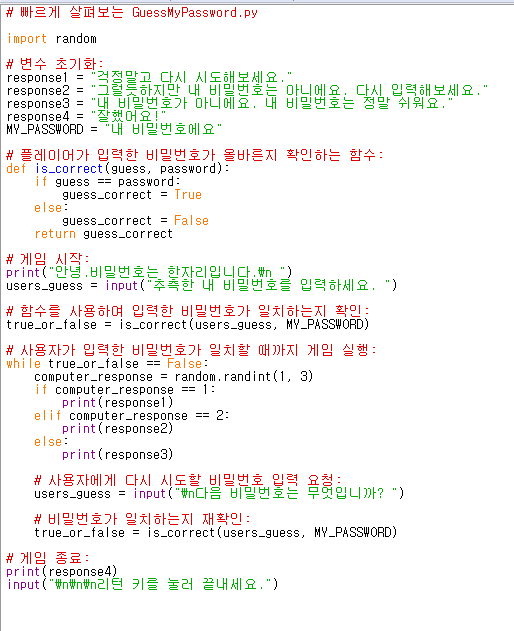 # 빠르게 살펴보는 GuessMyPassword.py

import random

# 변수 초기화:
response1 = "걱정말고 다시 시도해보세요."
response2 = "그럴듯하지만 내 비밀번호는 아니에요. 다시 입력해보세요."
response3 = "내 비밀번호가 아니에요. 내 비밀번호는 정말 쉬워요."
response4 = "잘했어요!"
MY_PASSWORD = "내 비밀번호에요"

# 플레이어가 입력한 비밀번호가 올바른지 확인하는 함수:
def is_correct(guess, password):
    if guess == password:
        guess_correct = True
    else:
        guess_correct = False
    return guess_correct

# 게임 시작:
print("안녕.비밀번호는 한자리입니다.₩n ")
users_guess = input("추측한 내 비밀번호를 입력하세요. ")

# 함수를 사용하여 입력한 비밀번호가 일치하는지 확인:
true_or_false = is_correct(users_guess, MY_PASSWORD)

# 사용자가 입력한 비밀번호가 일치할 때까지 게임 실행:
while true_or_false == False:
    computer_response = random.randint(1, 3)
    if computer_response == 1:
        print(response1)
    elif computer_response == 2:
        print(response2)
    else:
        print(response3)

    # 사용자에게 다시 시도할 비밀번호 입력 요청:
    users_guess = input("₩n다음 비밀번호는 무엇입니까? ")

    # 비밀번호가 일치하는지 재확인:
    true_or_false = is_correct(users_guess, MY_PASSWORD)

# 게임 종료:
print(response4)
input("₩n₩n₩n리턴 키를 눌러 끝내세요.")